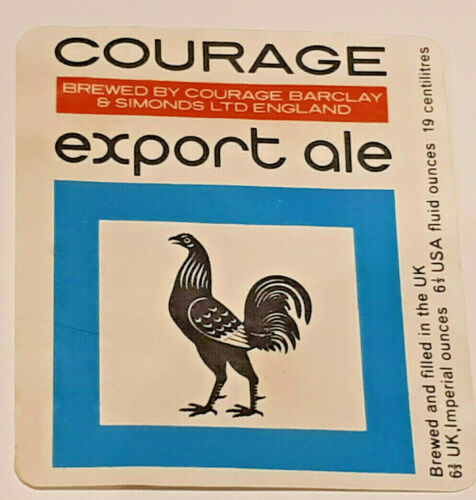 COURAGE
BREWED BY COURAGE BARCLAY
& SIMONDS LTD ENGLAND
export ale
Brewed and filled in the UK
6⅔ UK,Imperial ounces 6½ USA fluid ounces 19 centilitres